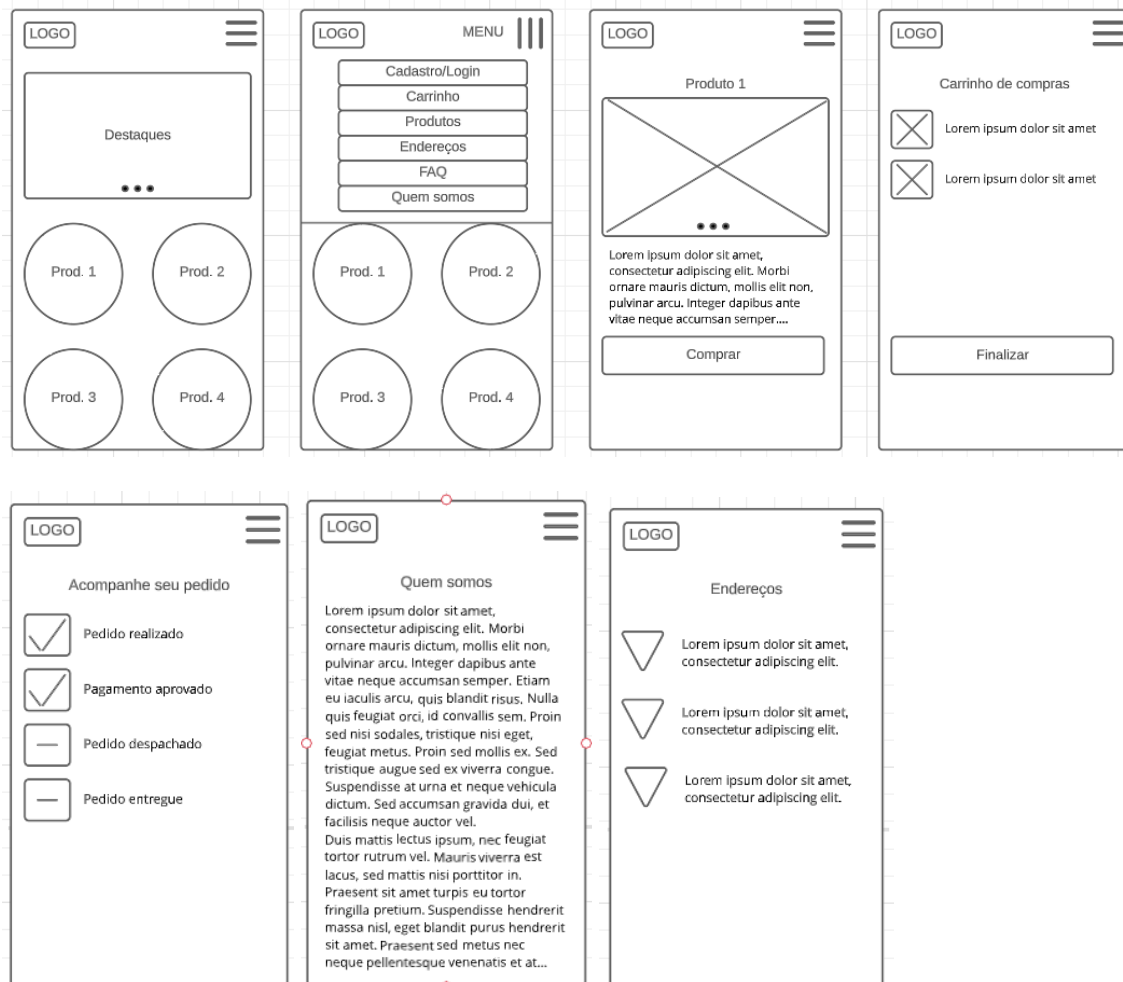 LOGO
Destaques
Prod. 1
Prod. 2
Prod. 3
Prod. 4
LOGO
MENU
Cadastro/Login
Carrinho
Produtos
Endereços
FAQ
Quem somos
Prod. 1
Prod. 2
Prod. 3
Prod. 4
LOGO
Produto 1
Lorem ipsum dolor sit amet,
consectetur adipiscing elit. Morbi
ornare mauris dictum, mollis elit non,
pulvinar arcu. Integer dapibus ante
vitae neque accumsan semper....
Comprar
LOGO
Carrinho de compras
Lorem ipsum dolor sit amet
Lorem ipsum dolor sit amet
Finalizar
LOGO
Acompanhe seu pedido
Pedido realizado
Pagamento aprovado
Pedido despachado
Pedido entregue
LOGO
Quem somos
Lorem ipsum dolor sit amet,
consectetur adipiscing elit. Morbi
ornare mauris dictum, mollis elit non,
pulvinar arcu. Integer dapibus ante
vitae neque accumsan semper. Etiam
eu iaculis arcu, quis blandit risus. Nulla
quis feugiat orci, id convallis sem. Proin
sed nisi sodales, tristique nisi eget,
feugiat metus. Proin sed mollis ex. Sed
tristique augue sed ex viverra congue.
Suspendisse at urna et neque vehicula
dictum. Sed accumsan gravida dui, et
facilisis neque auctor vel.
Duis mattis lectus ipsum, nec feugiat
tortor rutrum vel. Mauris viverra est
lacus, sed mattis nisi porttitor in.
Praesent sit amet turpis eu tortor
fringilla pretium. Suspendisse hendrerit
massa nisl, eget blandit purus hendrerit
sit amet. Praesent sed metus nec
neque pellentesque venenatis et at...
LOGO
Endereços
Lorem ipsum dolor sit amet,
consectetur adipiscing elit.
Lorem ipsum dolor sit amet,
consectetur adipiscing elit.
Lorem ipsum dolor sit amet,
consectetur adipiscing elit.